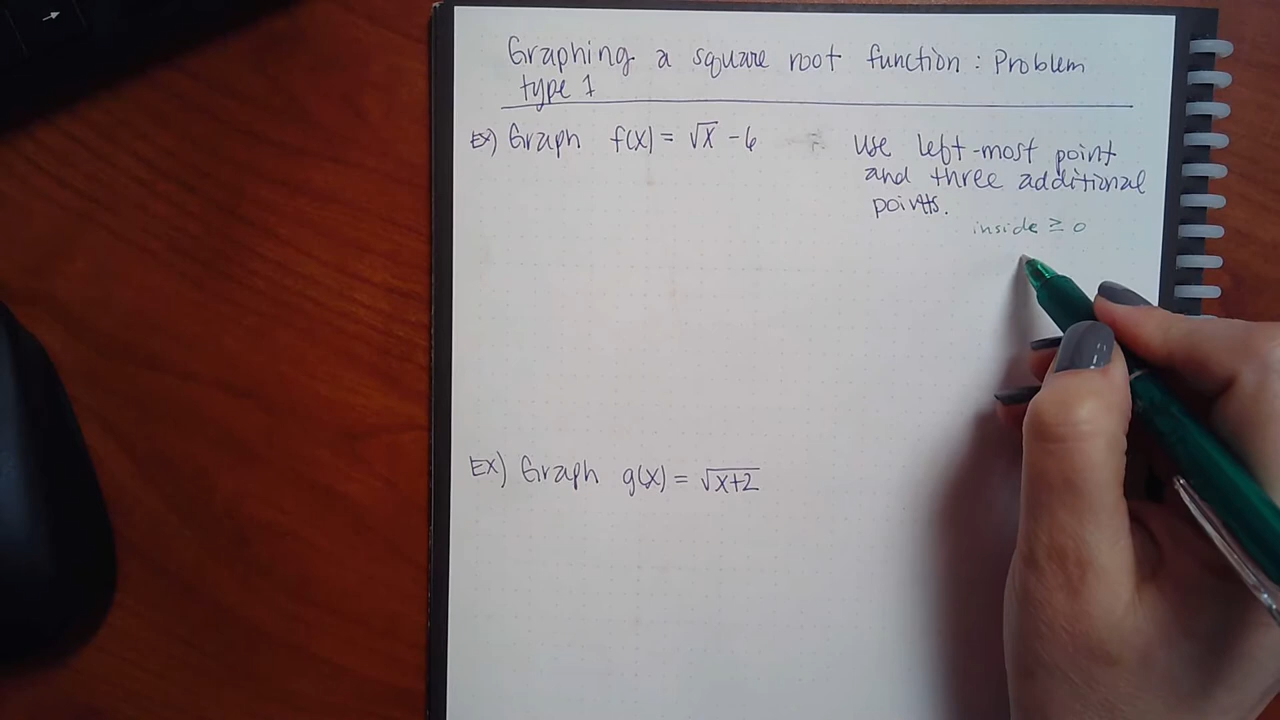 Graphing a square root function : Problem
type 1
Ex) Graph f(x) = √x - 6
Use left-most point
and three additional
points.
inside ≥ 0
Ex) Graph g(x) = √x+2